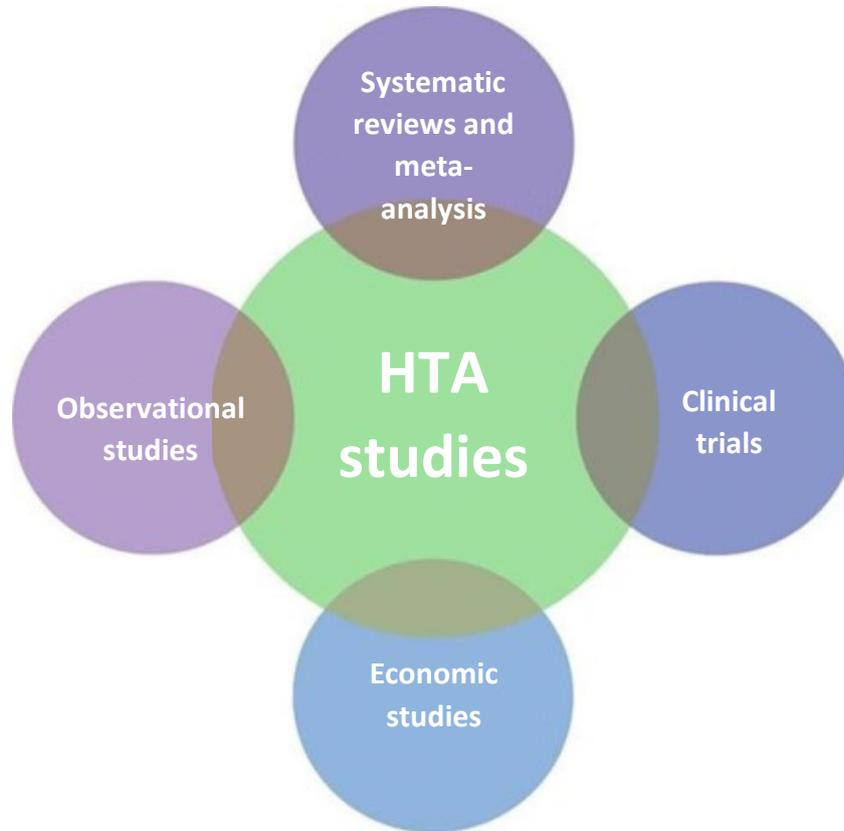 Systematic
reviews and
meta-
analysis
HTA
studies
Observational
studies
Clinical
trials
Economic
studies